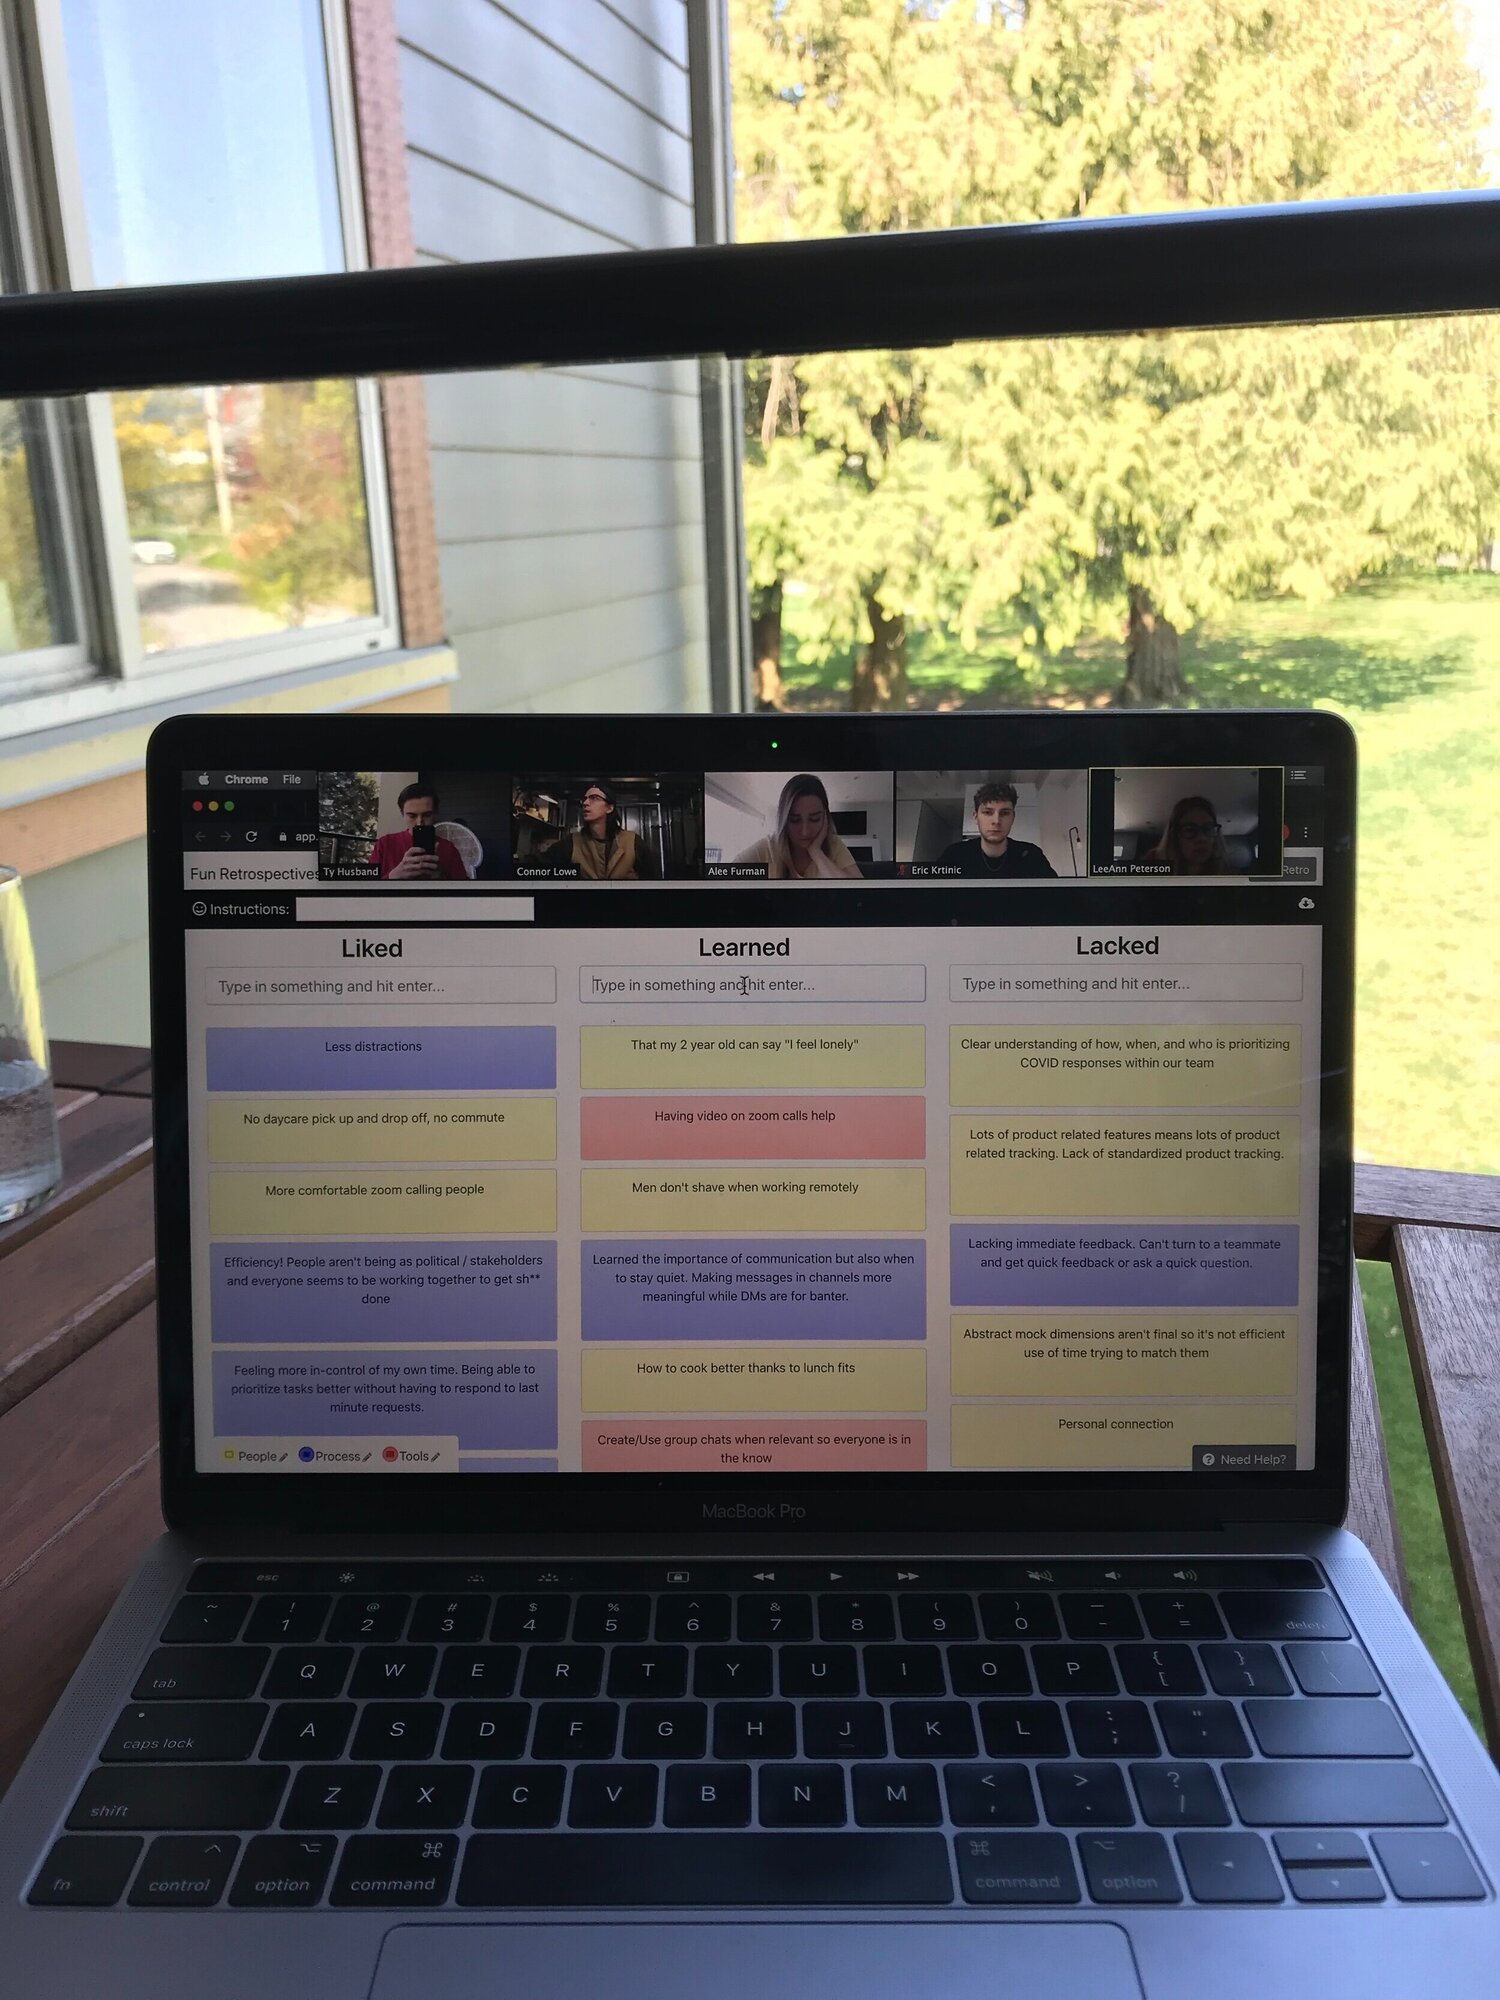 Chrome File
app.
Ty Husband
Connor Lowe
Alee Furman
Eric Krtinic
LeeAnn Peterson
Fun Retrospectives
Retro
Instructions:
Liked
Type in something and hit enter...
Less distractions
No daycare pick up and drop off, no commute
More comfortable zoom calling people
Efficiency! People aren't being as political / stakeholders
and everyone seems to be working together to get sh**
done
Feeling more in-control of my own time. Being able to
prioritize tasks better without having to respond to last
minute requests.
People Process Tools
Learned
Type in something and hit enter...
That my 2 year old can say "I feel lonely"
Having video on zoom calls help
Men don't shave when working remotely
Learned the importance of communication but also when
to stay quiet. Making messages in channels more
meaningful while DMs are for banter.
How to cook better thanks to lunch fits
Create/Use group chats when relevant so everyone is in
the know
Lacked
Type in something and hit enter...
Clear understanding of how, when, and who is prioritizing
COVID responses within our team
Lots of product related features means lots of product
related tracking. Lack of standardized product tracking.
Lacking immediate feedback. Can't turn to a teammate
and get quick feedback or ask a quick question.
Abstract mock dimensions aren't final so it's not efficient
use of time trying to match them
Personal connection
Need Help?
MacBook Pro
esc
~ ! @ # $ % ^ & * ( ) — +
` 1 2 3 4 5 6 7 8 9 0 - = delete
tab Q W E R T Y U I O P { [ } ] \
caps lock A S D F G H J K L : ; " '
shift Z X C V B N M < , > . ? /
fn control option command command option